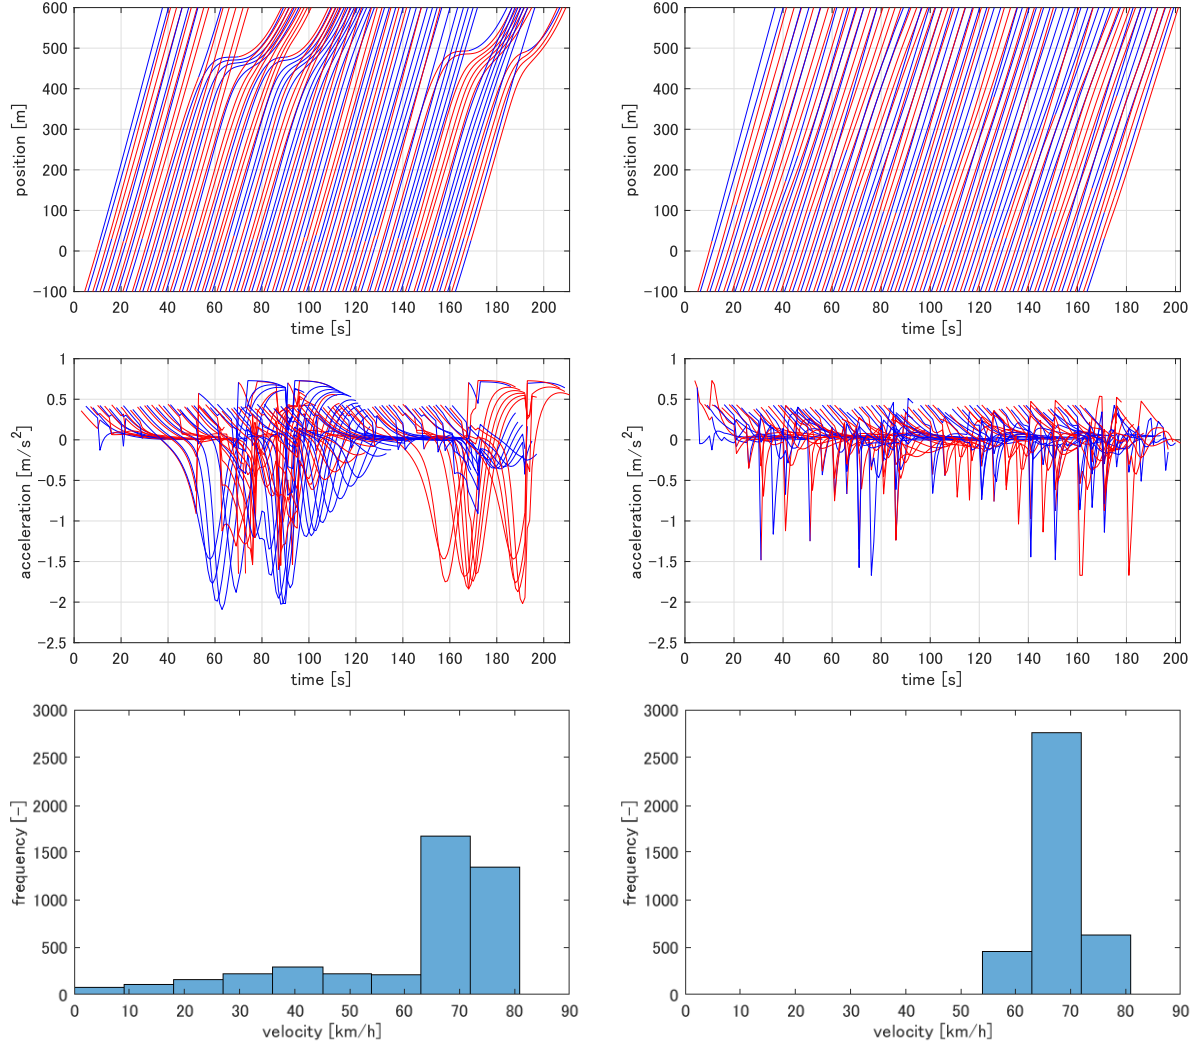 600
500
400
300
200
100
0
−100
position [m]
0 20 40 60 80 100 120 140 160 180 200
time [s]
600
500
400
300
200
100
0
−100
position [m]
0 20 40 60 80 100 120 140 160 180 200
time [s]
1
0.5
0
−0.5
−1
−1.5
−2
−2.5
acceleration [m/s²]
0 20 40 60 80 100 120 140 160 180 200
time [s]
1
0.5
0
−0.5
−1
−1.5
−2
−2.5
acceleration [m/s²]
0 20 40 60 80 100 120 140 160 180 200
time [s]
3000
2500
2000
1500
1000
500
0
frequency [-]
0 10 20 30 40 50 60 70 80 90
velocity [km/h]
3000
2500
2000
1500
1000
500
0
frequency [-]
0 10 20 30 40 50 60 70 80 90
velocity [km/h]